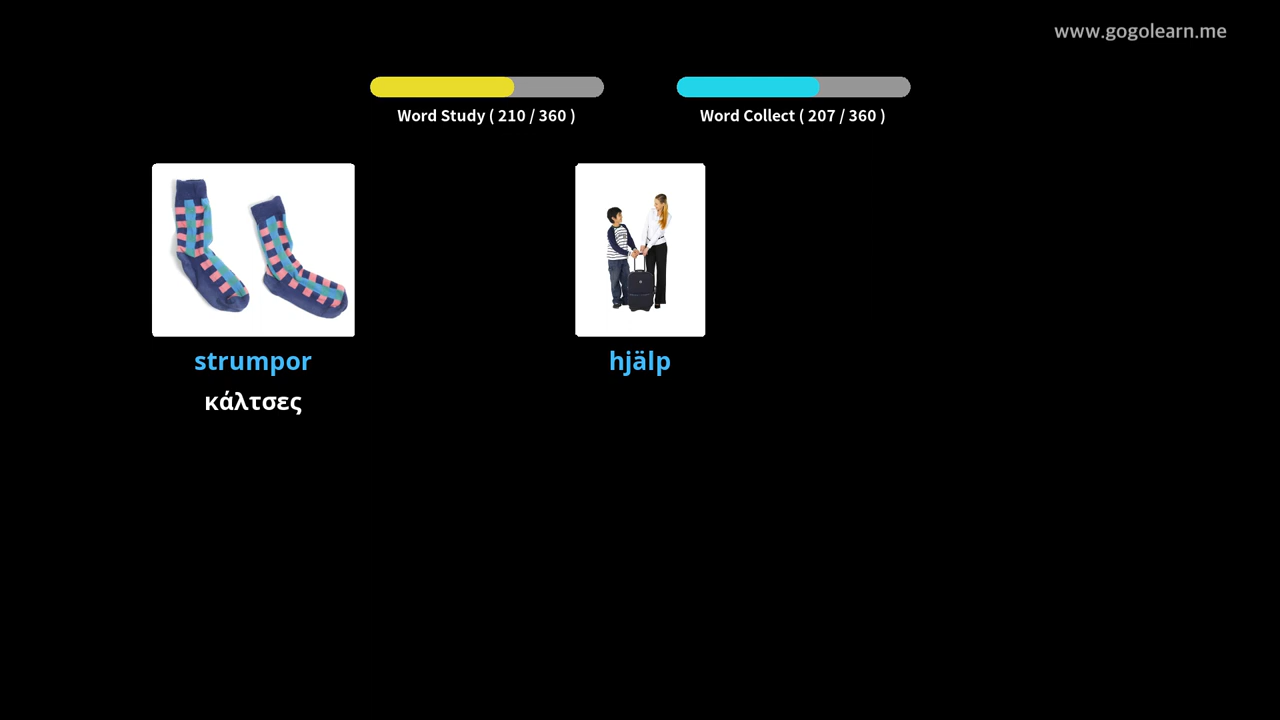 www.gogolearn.me
Word Study ( 210 / 360 )
Word Collect ( 207 / 360 )
strumpor
hjälp
κάλτσες